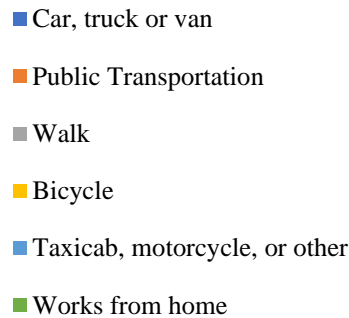 Car, truck or van
Public Transportation
Walk
Bicycle
Taxicab, motorcycle, or other
Works from home